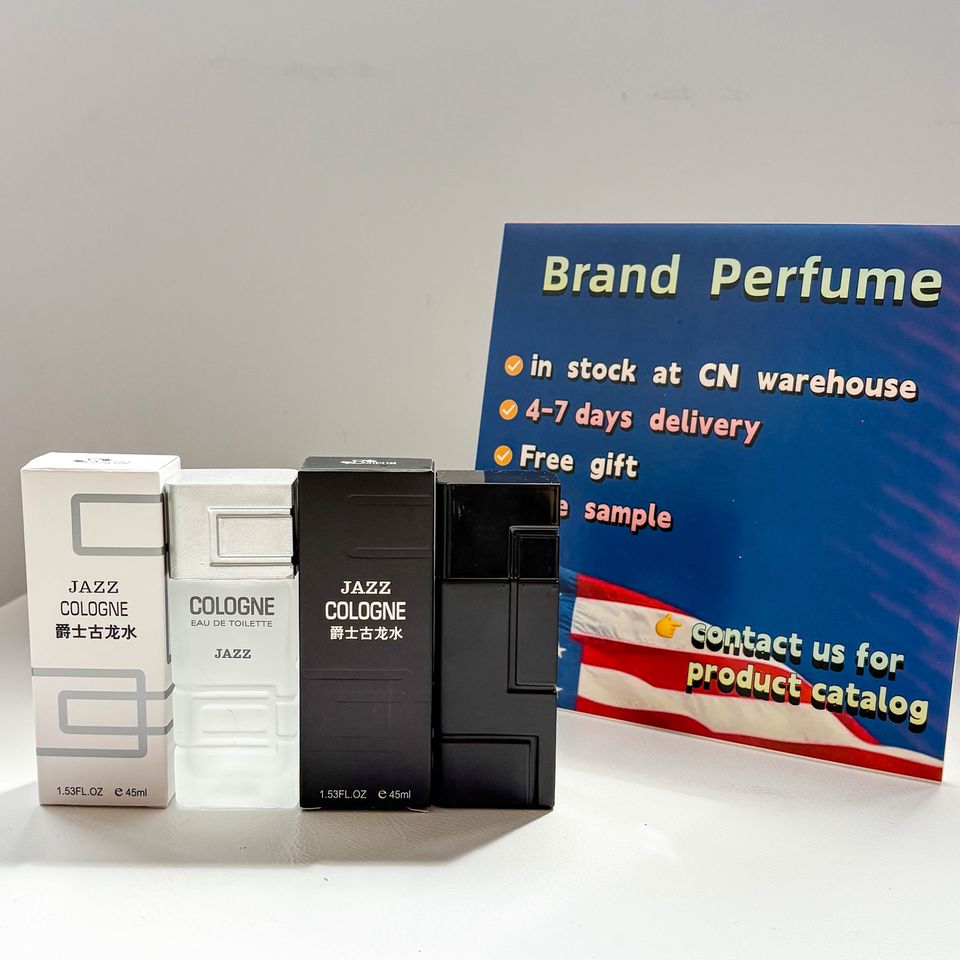 JAZZ
COLOGNE
爵士古龙水
1.53FL.OZ e 45ml
COLOGNE
EAU DE TOILETTE
JAZZ
JAZZ
COLOGNE
爵士古龙水
1.53FL.OZ e 45ml
Brand Perfume
in stock at CN warehouse
4-7 days delivery
Free gift
sample
contact us for
product catalog